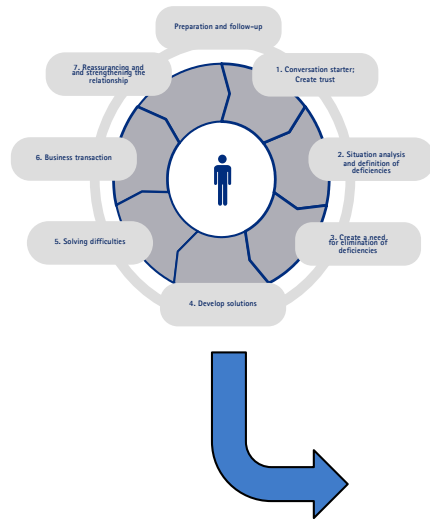 Preparation and follow-up
1. Conversation starter;
Create trust
2. Situation analysis
and definition of
deficiencies
3. Create a need,
for elimination of
deficiencies
4. Develop solutions
5. Solving difficulties
6. Business transaction
7. Reassurancing and
and strengthening the
relationship